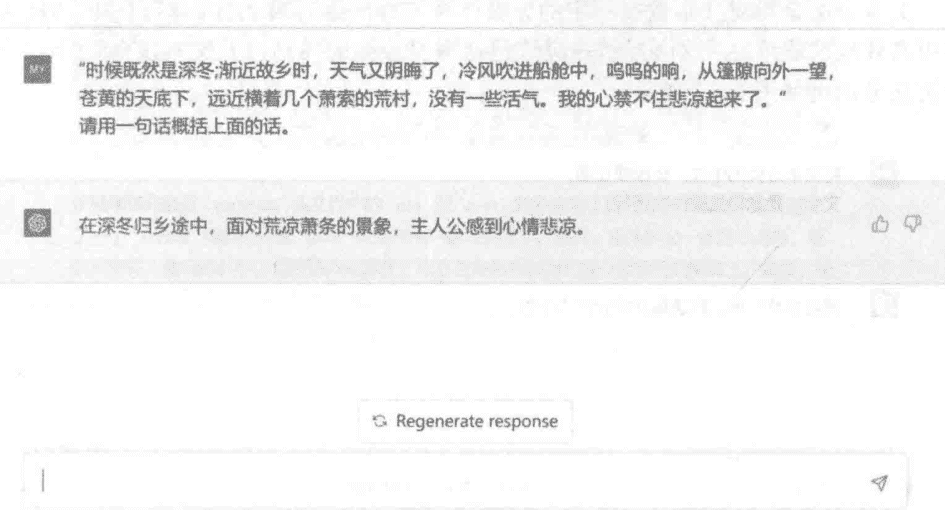 MY
“时候既然是深冬;渐近故乡时，天气又阴晦了，冷风吹进船舱中，呜呜的响，从篷隙向外一望，
苍黄的天底下，远近横着几个萧索的荒村，没有一些活气。我的心禁不住悲凉起来了。”
请用一句话概括上面的话。
在深冬归乡途中，面对荒凉萧条的景象，主人公感到心情悲凉。
Regenerate response